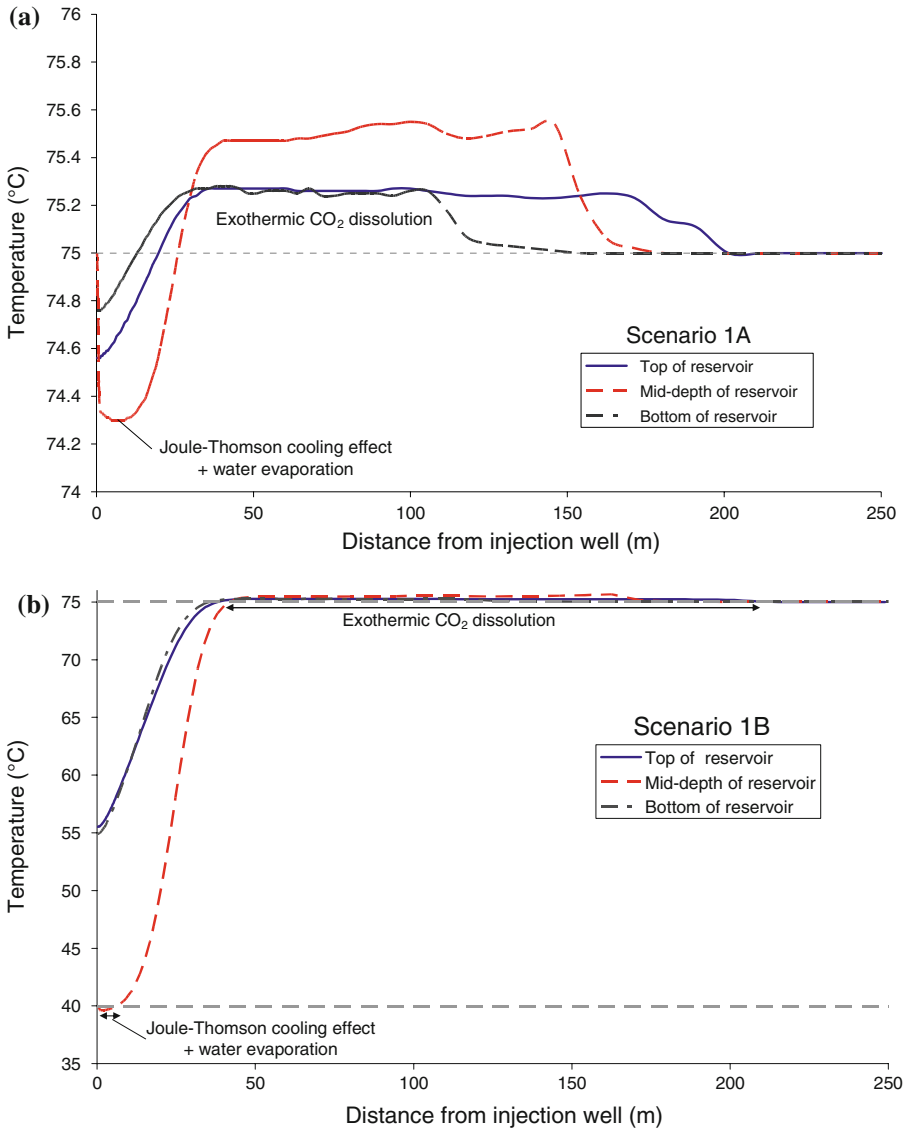 (a)
76
75.8
75.6
75.4
75.2
75
74.8
74.6
74.4
74.2
74
Temperature (°C)
Exothermic CO₂ dissolution
Scenario 1A
Top of reservoir
Mid-depth of reservoir
Bottom of reservoir
Joule-Thomson cooling effect
+ water evaporation
0
50
100
150
200
250
Distance from injection well (m)
(b)
75
70
65
60
55
50
45
40
35
Temperature (°C)
Exothermic CO₂ dissolution
Scenario 1B
Top of reservoir
Mid-depth of reservoir
Bottom of reservoir
Joule-Thomson cooling effect
+ water evaporation
0
50
100
150
200
250
Distance from injection well (m)